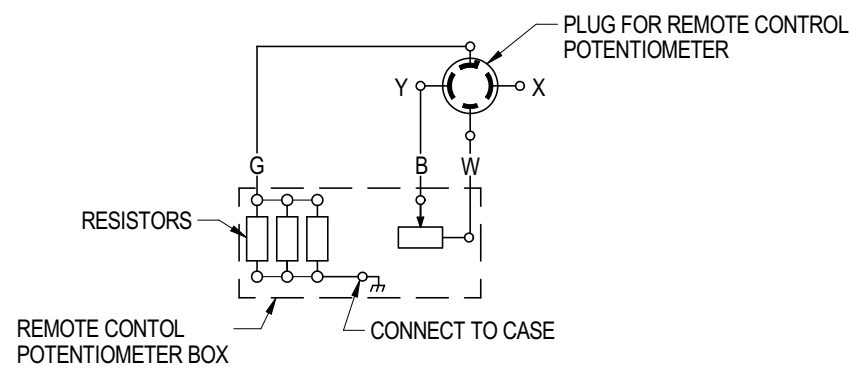 PLUG FOR REMOTE CONTROL
POTENTIOMETER
Y
X
G
B
W
RESISTORS
REMOTE CONTOL
POTENTIOMETER BOX
CONNECT TO CASE